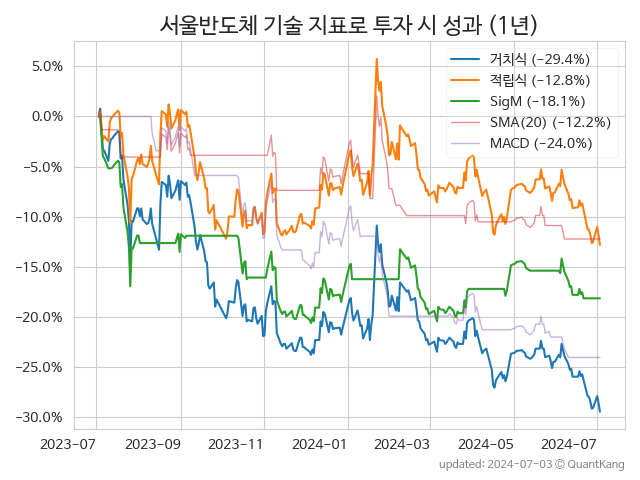 서울반도체 기술 지표로 투자 시 성과 (1년)
거치식 (−29.4%)
적립식 (−12.8%)
SigM (−18.1%)
SMA(20) (−12.2%)
MACD (−24.0%)
5.0%
0.0%
−5.0%
−10.0%
−15.0%
−20.0%
−25.0%
−30.0%
2023-07 2023-09 2023-11 2024-01 2024-03 2024-05 2024-07
updated: 2024-07-03 © QuantKang